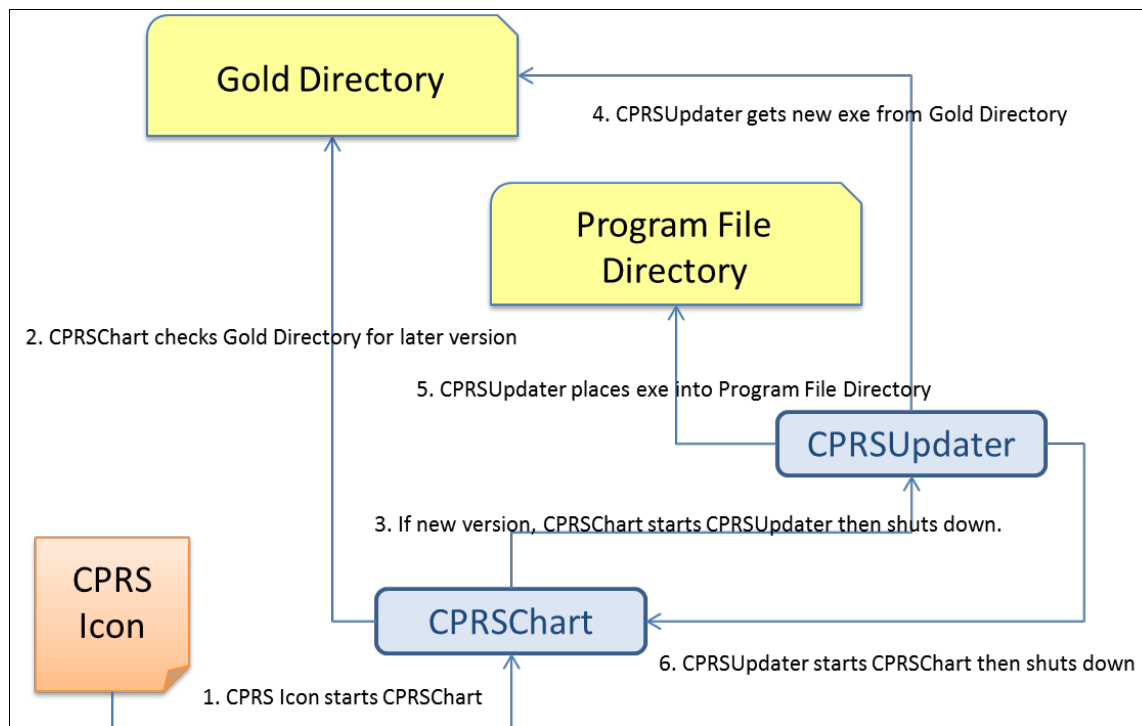 Gold Directory
4. CPRSUpdater gets new exe from Gold Directory
Program File
Directory
2. CPRSChart checks Gold Directory for later version
5. CPRSUpdater places exe into Program File Directory
CPRSUpdater
3. If new version, CPRSChart starts CPRSUpdater then shuts down.
CPRS
Icon
CPRSChart
6. CPRSUpdater starts CPRSChart then shuts down
1. CPRS Icon starts CPRSChart